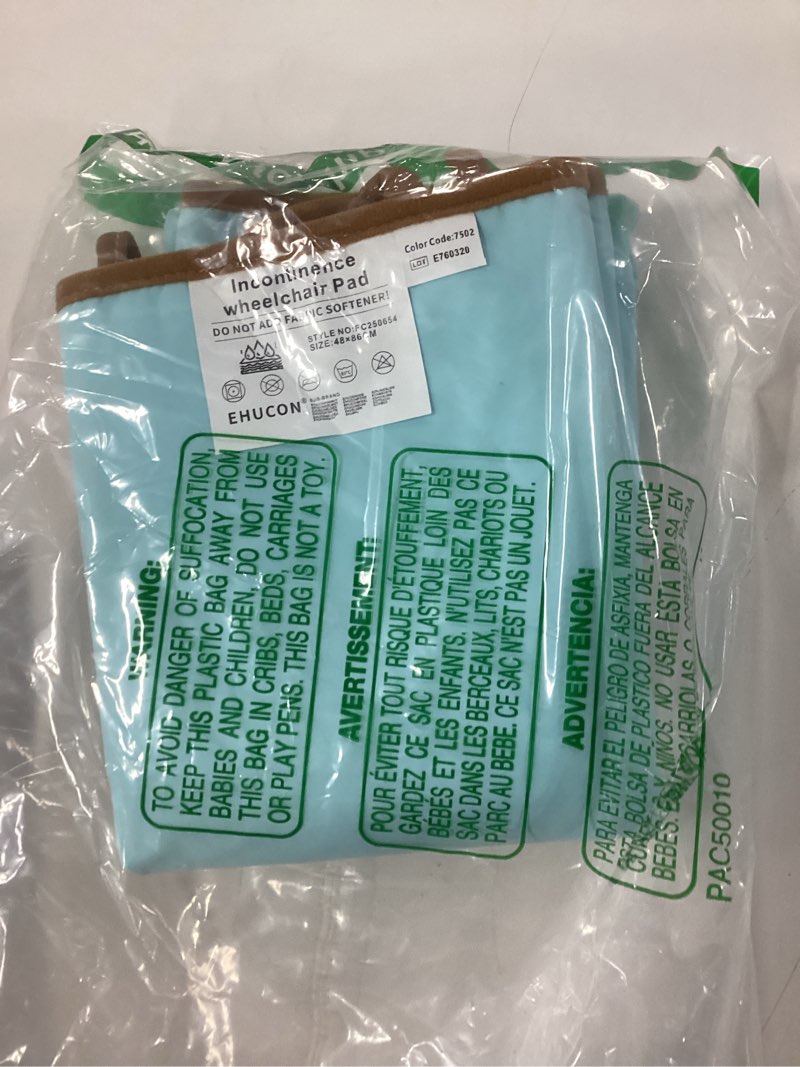 Color Code:7502
LOT E760320
Incontinence
wheelchair Pad
DO NOT ADD FABRIC SOFTENER!
STYLE NO:FC250654
SIZE:48×86CM
EHUCON®
SUB-BRAND
WARNING:
TO AVOID DANGER OF SUFFOCATION,
KEEP THIS PLASTIC BAG AWAY FROM
BABIES AND CHILDREN, DO NOT USE
THIS BAG IN CRIBS, BEDS, CARRIAGES
OR PLAY PENS. THIS BAG IS NOT A TOY.
AVERTISSEMENT:
POUR ÉVITER TOUT RISQUE D'ÉTOUFFEMENT,
GARDEZ CE SAC EN PLASTIQUE LOIN DES
BÉBÉS ET LES ENFANTS, N'UTILISEZ PAS CE
SAC DANS LES BERCEAUX, LITS, CHARIOTS OU
PARC AU BEBE. CE SAC N'EST PAS UN JOUET.
ADVERTENCIA:
PARA EVITAR EL PELIGRO DE ASFIXIA, MANTENGA
ESTA BOLSA DE PLASTICO FUERA DEL ALCANCE
NIÑOS. NO USAR ESTA BOLSA EN
BEBES.
PAC50010